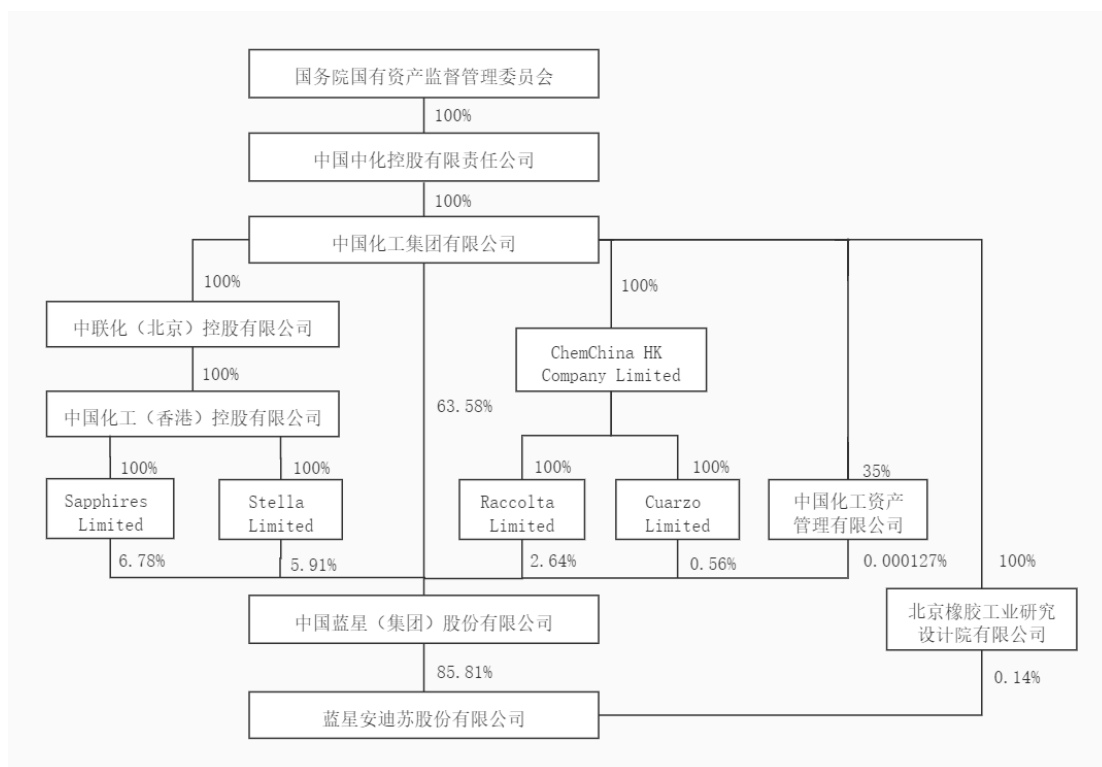 国务院国有资产监督管理委员会
100%
中国中化控股有限责任公司
100%
中国化工集团有限公司
100%
100%
中联化（北京）控股有限公司
ChemChina HK
Company Limited
100%
中国化工（香港）控股有限公司
63.58%
100%
100%
100%
100%
35%
Sapphires
Limited
Stella
Limited
Raccolta
Limited
Cuarzo
Limited
中国化工资产
管理有限公司
6.78%
5.91%
2.64%
0.56%
0.000127%
100%
中国蓝星（集团）股份有限公司
北京橡胶工业研究
设计院有限公司
85.81%
0.14%
蓝星安迪苏股份有限公司